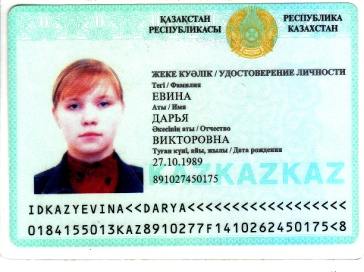 ҚАЗАҚСТАН
РЕСПУБЛИКАСЫ
РЕСПУБЛИКА
КАЗАХСТАН
ЖЕКЕ КУӘЛІК / УДОСТОВЕРЕНИЕ ЛИЧНОСТИ
Тегі / Фамилия
ЕВИНА
Аты / Имя
ДАРЬЯ
Әкесінің аты / Отчество
ВИКТОРОВНА
Туған күні, айы, жылы / Дата рождения
27.10.1989
891027450175
KAZKAZ
IDKAZYEVINA<<DARYA<<<<<<<<<<<<
0184155013KAZ8910277F1410262450175<8